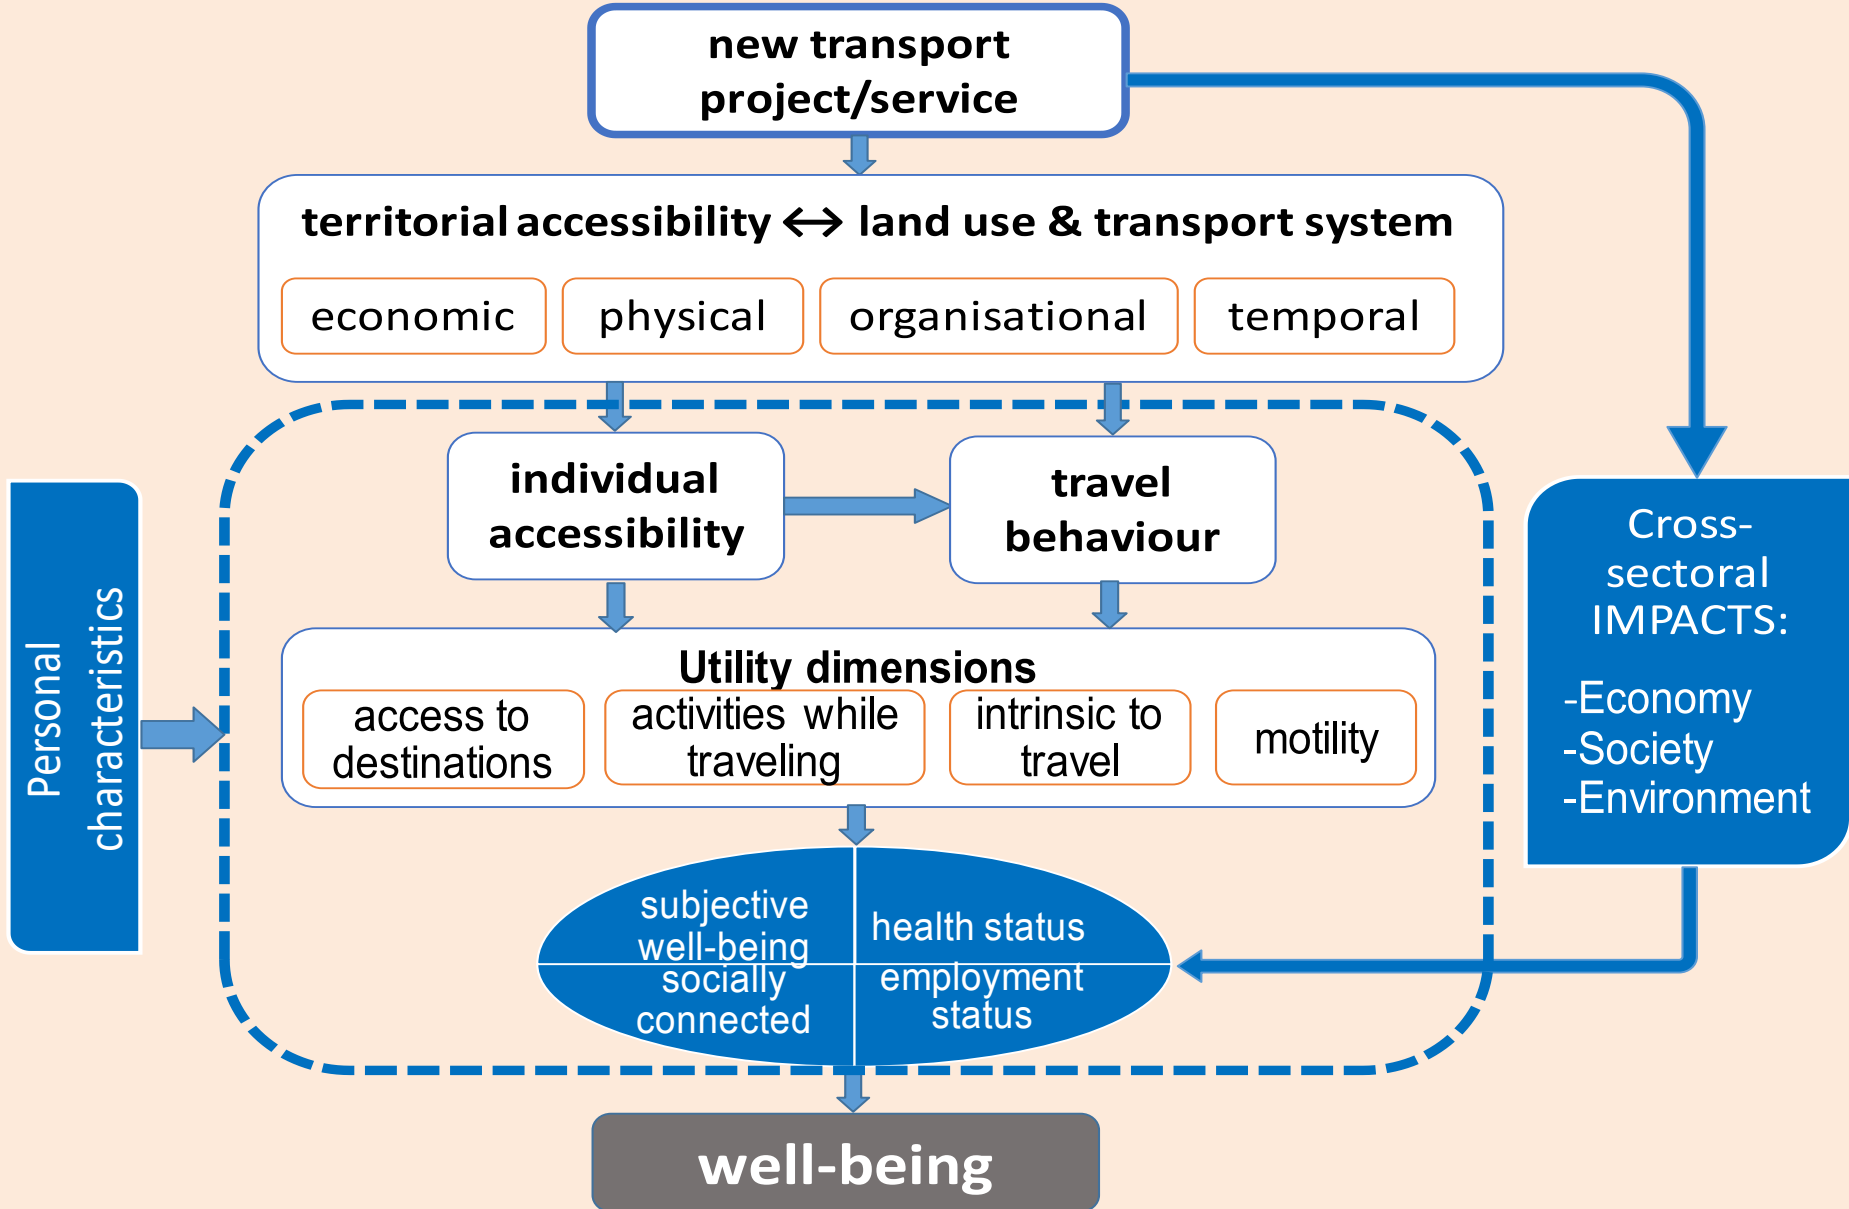 new transport
project/service
territorial accessibility ↔ land use & transport system
economic
physical
organisational
temporal
individual
accessibility
travel
behaviour
Personal
characteristics
Cross-
sectoral
IMPACTS:
-Economy
-Society
-Environment
Utility dimensions
access to
destinations
activities while
traveling
intrinsic to
travel
motility
subjective
well-being
health status
socially
connected
employment
status
well-being